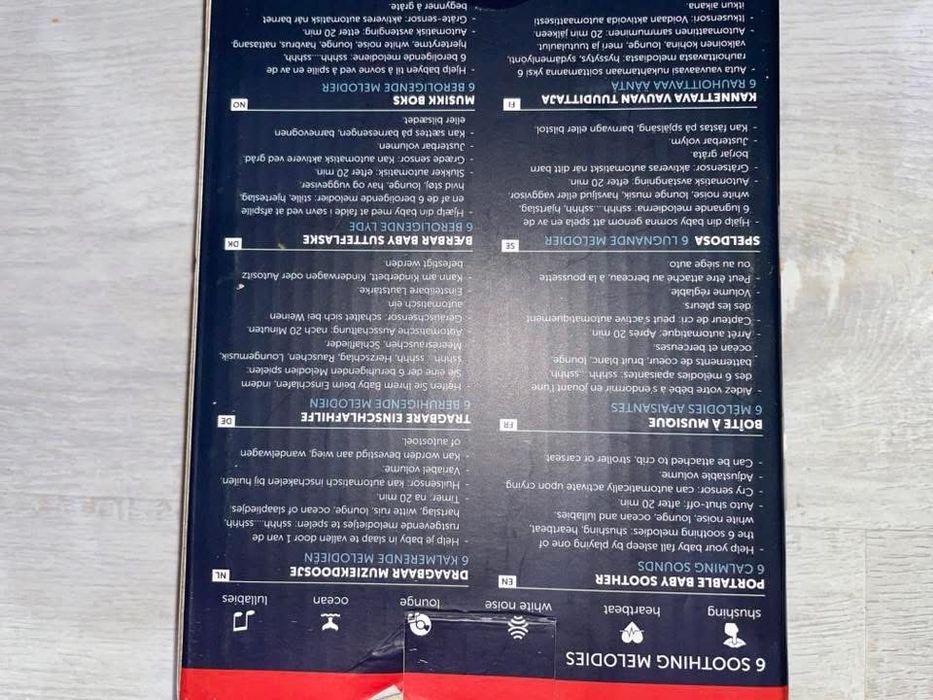 6 SOOTHING MELODIES
shushing
heartbeat
white noise
lounge
ocean
lullabies
PORTABLE BABY SOOTHER EN
6 CALMING SOUNDS
- Help your baby fall asleep by playing one of
the 6 soothing melodies: shushing, heartbeat,
white noise, lounge, ocean and lullabies.
- Auto shut-off: after 20 min.
- Cry sensor: can automatically activate upon crying
- Adjustable volume.
- Can be attached to crib, stroller or carseat
BOÎTE À MUSIQUE FR
6 MÉLODIES APAISANTES
- Aidez votre bébé à s'endormir en jouant l'une
des 6 mélodies apaisantes: sshhh...sshhh,
battements de coeur, bruit blanc, lounge,
ocean et berceuses.
- Arrêt automatique: Après 20 min.
- Capteur de cri: peut s'active automatiquement
dès les pleurs.
- Volume réglable.
- Peut être attaché au berceau, à la poussette
ou au siège auto
SPELDOSA 6 LUGNANDE MELODIER SE
- Hjälp din baby somna genom att spela en av de
6 lugnande melodierna: sshhh...sshhh, hjärtslag,
white noise, lounge music, havsljud eller vaggvisor.
- Automatisk avstängning: efter 20 min.
- Gråtsensor: aktiveras automatiskt när ditt barn
börjar gråta.
- Justerbar volym.
- Kan fästas på spjälsäng, barnvagn eller bilstol.
KANNETTAVA VAUVAN TUUDITTAJA FI
6 RAUHOITTAVAA ÄÄNTÄ
- Auta vauvaavas nukahtamaan soittamanna yksi 6
rauhoittavasta melodiasta: hyssytys, sydämenlyönti,
valkoinen kohina, lounge, meri ja tuutulaulut.
- Automaattinen sammuminen: 20 min jälkeen.
- Itkusensori: Voidaan aktivoida automaattisesti
itkun aikana.
DRAAGBAAR MUZIEKDOOSJE NL
6 KALMERENDE MELODIEËN
- Help je baby in slaap te vallen door 1 van de
rustgevende melodietjes te spelen: sshhh...sshhh,
hartslag, witte ruis, lounge, ocean of slaapliedjes
- Timer: na 20 min.
- Huilsensor: kan automatisch inschakelen bij huilen.
- Variabel volume.
- Kan worden bevestigd aan wieg, wandelwagen
of autostoel.
TRAGBARE EINSCHLAFHILFE DE
6 BERUHIGENDE MELODIEN
- Helfen Sie Ihrem Baby beim Einschlafen, indem
Sie eine der 6 beruhigenden Melodien spielen:
sshhh...sshhh, Herzschlag, Rauschen, Loungemusik,
Meeresrauschen, Schlaflieder
- Automatische Ausschaltung: nach 20 Minuten.
- Geräuschsensor: schaltet sich bei Weinen
automatisch ein
- Einstellbare Lautstärke
- Kann am Kinderbett, Kinderwagen oder Autositz
befestigt werden
BÆRBAR BABY SUTTEFLASKE DK
6 BEROLIGENDE LYDE
- Hjælp din baby med at falde i søvn ved at afspille
en af de 6 beroligende melodier: stille, hjerteslag,
hvid støj, lounge, hav og vuggeviser.
- Slukker automatisk: efter 20 min.
- Græde sensor: Kan automatisk aktivere ved gråd.
- Justerbar volumen.
- Kan sættes på barnesengen, barnevognen
eller bilsædet.
MUSIKK BOKS NO
6 BEROLIGENDE MELODIER
- Hjelp babyen til å sovne ved å spille en av de
6 beroligende melodiene: sshhh....sshhh,
hjerterytme, white noise, lounge, havbrus, nattasang.
- Automatisk avstenging: etter 20 min.
- Gråte-sensor: aktiveres automatisk når barnet
begynner å gråte.